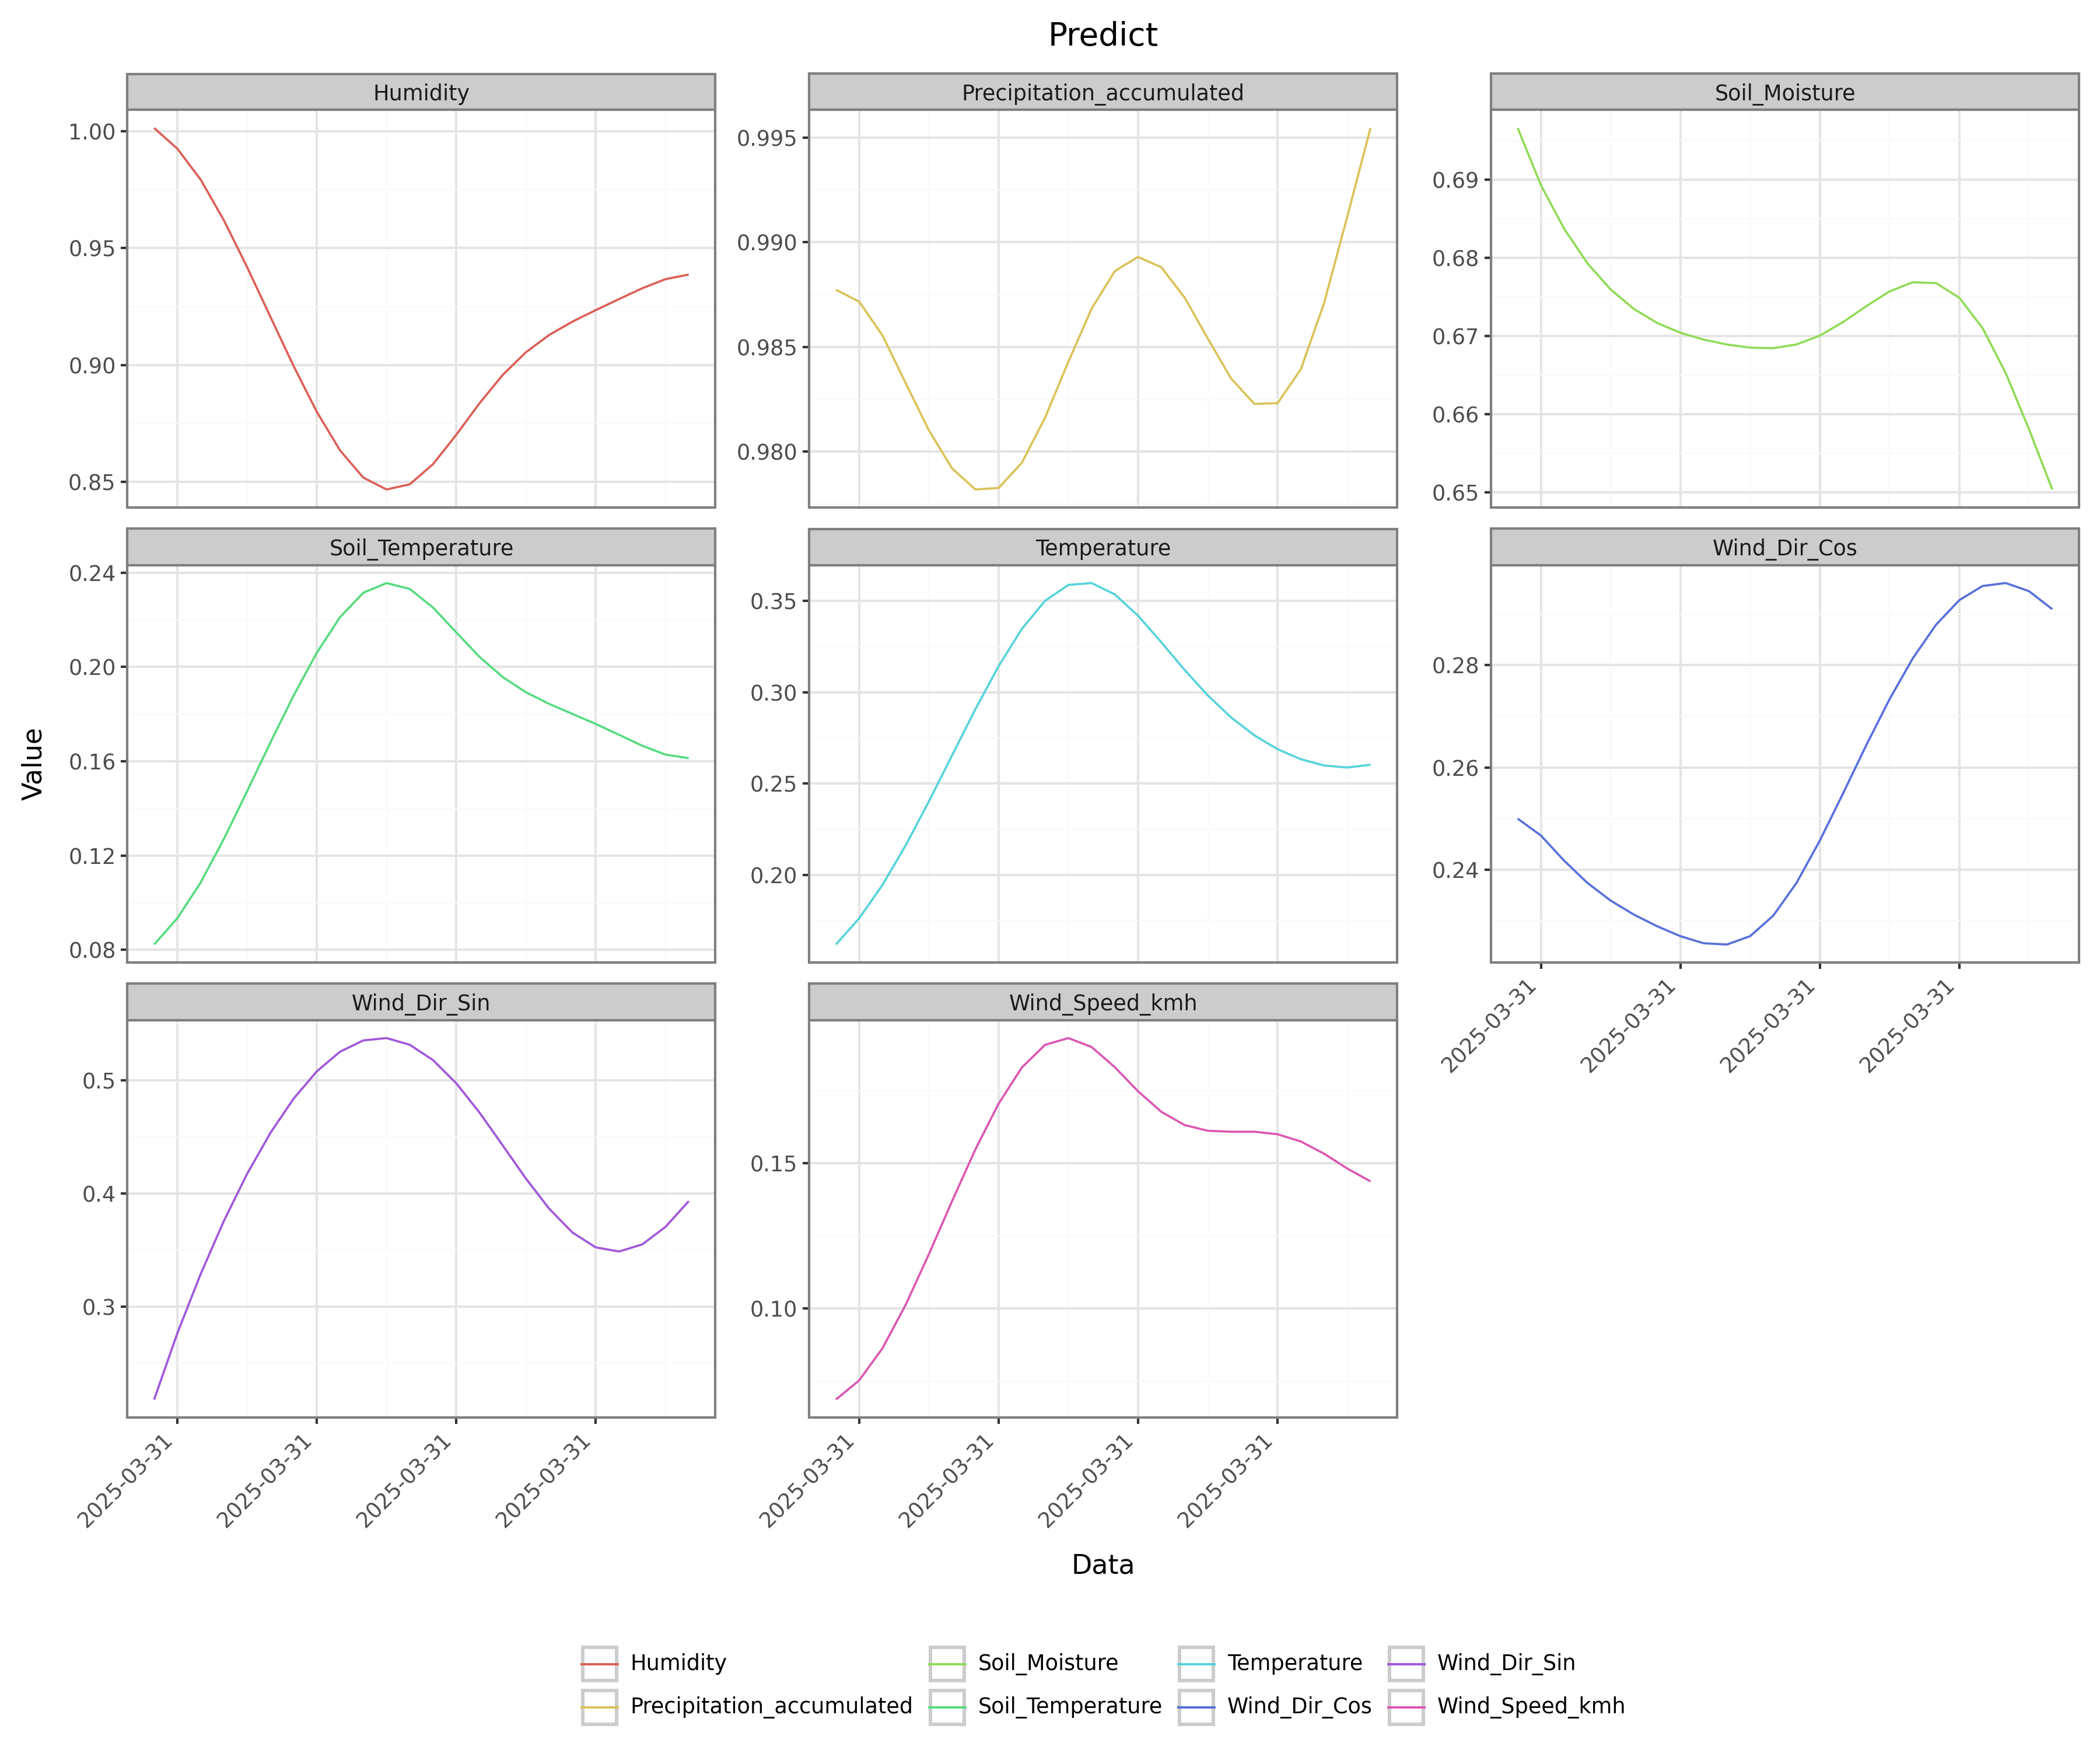 Predict
Humidity
Precipitation_accumulated
Soil_Moisture
1.00
0.95
0.90
0.85
0.995
0.990
0.985
0.980
0.69
0.68
0.67
0.66
0.65
Soil_Temperature
Temperature
Wind_Dir_Cos
0.24
0.20
0.16
0.12
0.08
0.35
0.30
0.25
0.20
0.28
0.26
0.24
2025-03-31
2025-03-31
2025-03-31
2025-03-31
Value
Wind_Dir_Sin
Wind_Speed_kmh
0.5
0.4
0.3
0.15
0.10
2025-03-31
2025-03-31
2025-03-31
2025-03-31
2025-03-31
2025-03-31
2025-03-31
2025-03-31
Data
Humidity
Precipitation_accumulated
Soil_Moisture
Soil_Temperature
Temperature
Wind_Dir_Cos
Wind_Dir_Sin
Wind_Speed_kmh